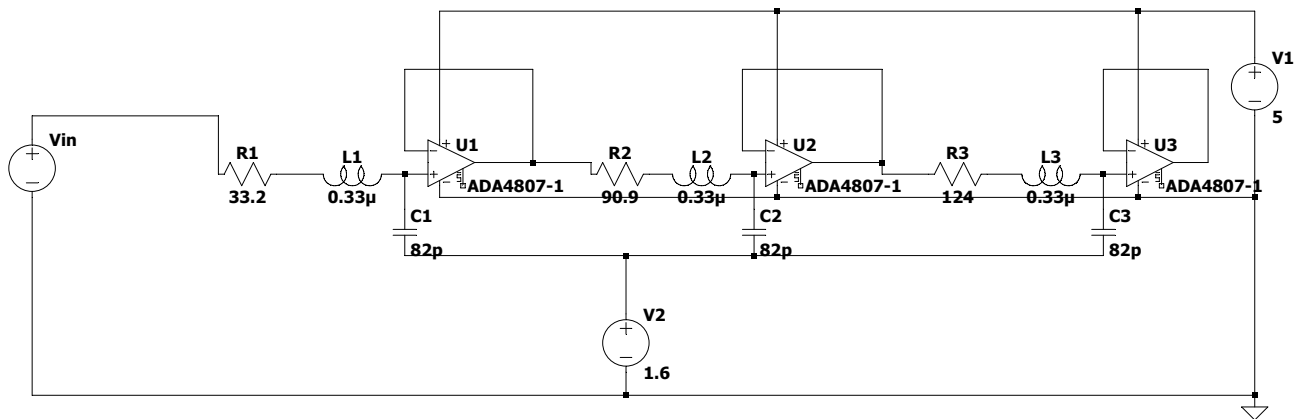 Vin
R1
33.2
L1
0.33µ
C1
82p
U1
ADA4807-1
R2
90.9
L2
0.33µ
C2
82p
U2
ADA4807-1
R3
124
L3
0.33µ
C3
82p
U3
ADA4807-1
V1
5
V2
1.6